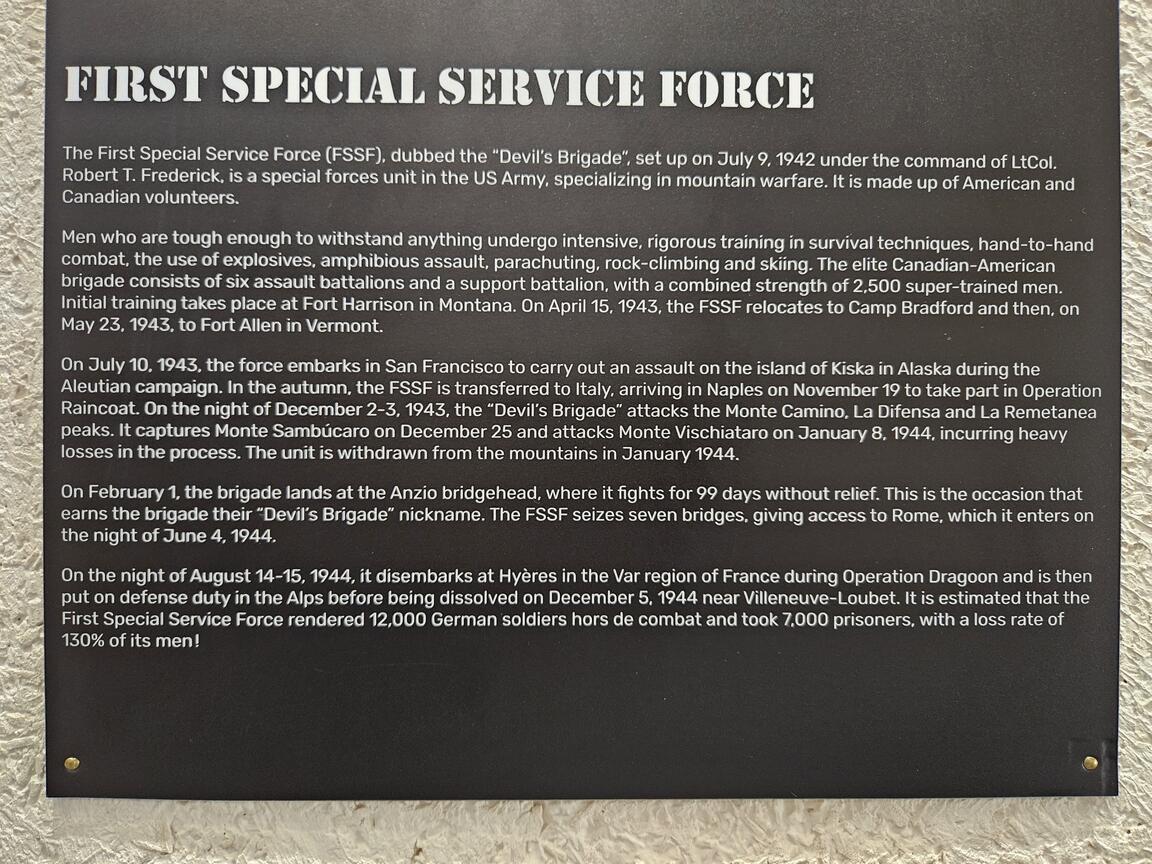 FIRST SPECIAL SERVICE FORCE
The First Special Service Force (FSSF), dubbed the “Devil’s Brigade”, set up on July 9, 1942 under the command of LtCol.
Robert T. Frederick, is a special forces unit in the US Army, specializing in mountain warfare. It is made up of American and
Canadian volunteers.
Men who are tough enough to withstand anything undergo intensive, rigorous training in survival techniques, hand-to-hand
combat, the use of explosives, amphibious assault, parachuting, rock-climbing and skiing. The elite Canadian-American
brigade consists of six assault battalions and a support battalion, with a combined strength of 2,500 super-trained men.
Initial training takes place at Fort Harrison in Montana. On April 15, 1943, the FSSF relocates to Camp Bradford and then, on
May 23, 1943, to Fort Allen in Vermont.
On July 10, 1943, the force embarks in San Francisco to carry out an assault on the island of Kiska in Alaska during the
Aleutian campaign. In the autumn, the FSSF is transferred to Italy, arriving in Naples on November 19 to take part in Operation
Raincoat. On the night of December 2-3, 1943, the “Devil’s Brigade” attacks the Monte Camino, La Difensa and La Remetanea
peaks. It captures Monte Sambúcaro on December 25 and attacks Monte Vischiataro on January 8, 1944, incurring heavy
losses in the process. The unit is withdrawn from the mountains in January 1944.
On February 1, the brigade lands at the Anzio bridgehead, where it fights for 99 days without relief. This is the occasion that
earns the brigade their “Devil’s Brigade” nickname. The FSSF seizes seven bridges, giving access to Rome, which it enters on
the night of June 4, 1944.
On the night of August 14-15, 1944, it disembarks at Hyères in the Var region of France during Operation Dragoon and is then
put on defense duty in the Alps before being dissolved on December 5, 1944 near Villeneuve-Loubet. It is estimated that the
First Special Service Force rendered 12,000 German soldiers hors de combat and took 7,000 prisoners, with a loss rate of
130% of its men!